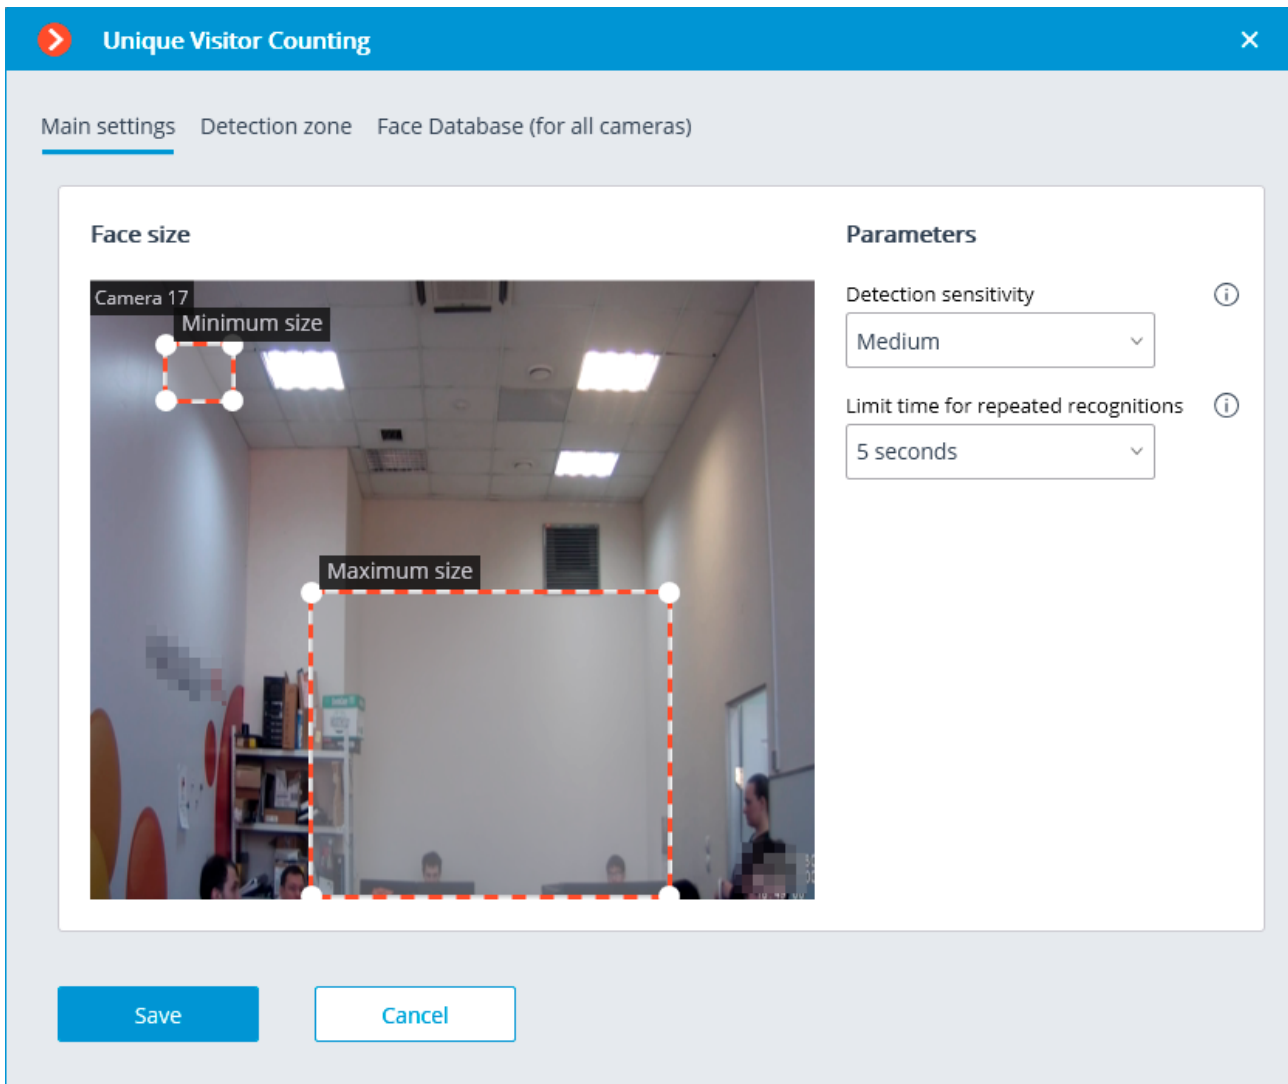 Unique Visitor Counting
Main settings Detection zone Face Database (for all cameras)
Face size
Parameters
Camera 17
Minimum size
Maximum size
Detection sensitivity
Medium
Limit time for repeated recognitions
5 seconds
Save Cancel